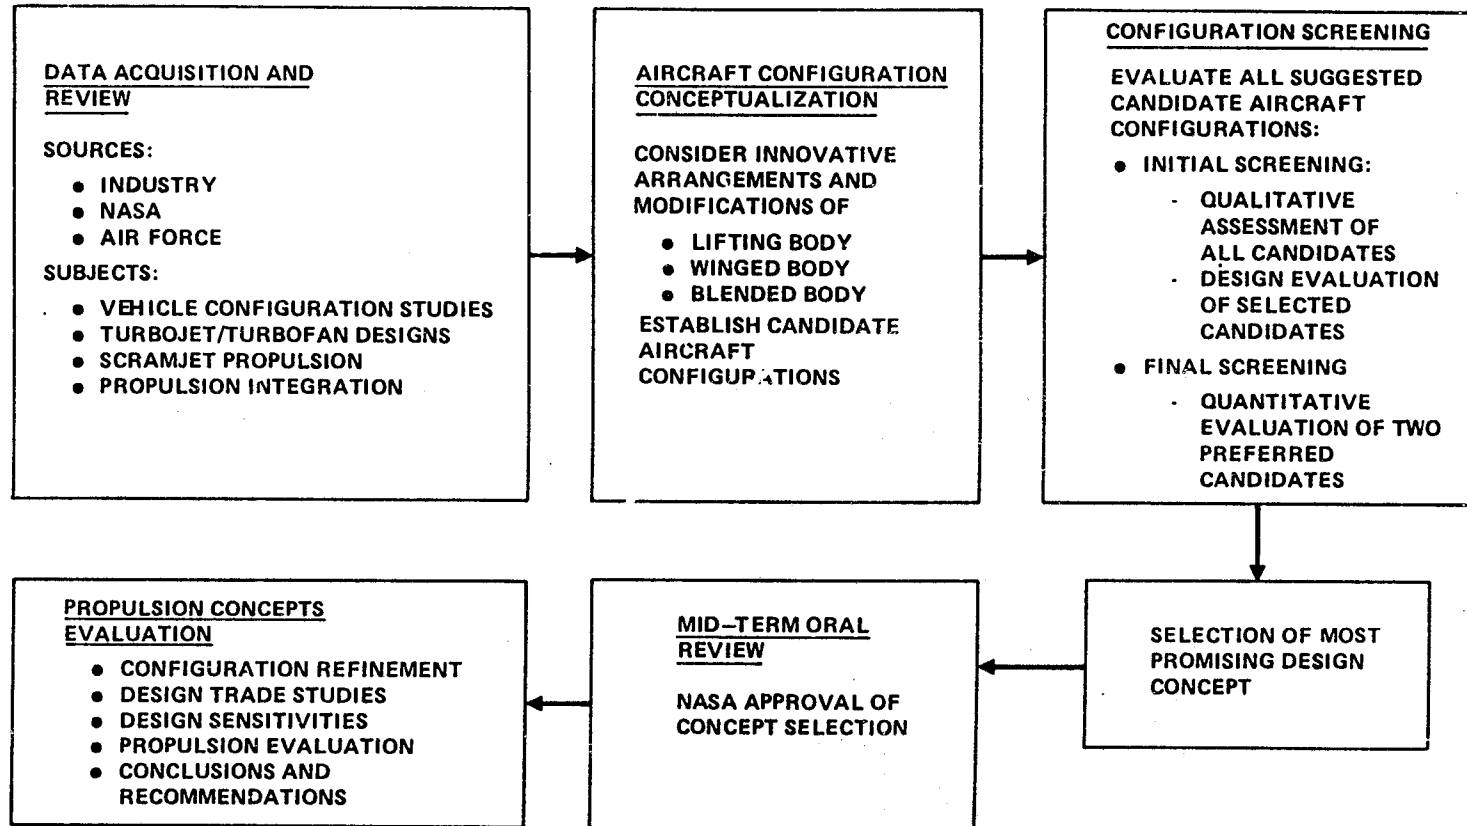 DATA ACQUISITION AND
REVIEW
SOURCES:
● INDUSTRY
● NASA
● AIR FORCE
SUBJECTS:
● VEHICLE CONFIGURATION STUDIES
● TURBOJET/TURBOFAN DESIGNS
● SCRAMJET PROPULSION
● PROPULSION INTEGRATION
AIRCRAFT CONFIGURATION
CONCEPTUALIZATION
CONSIDER INNOVATIVE
ARRANGEMENTS AND
MODIFICATIONS OF
● LIFTING BODY
● WINGED BODY
● BLENDED BODY
ESTABLISH CANDIDATE
AIRCRAFT
CONFIGURATIONS
CONFIGURATION SCREENING
EVALUATE ALL SUGGESTED
CANDIDATE AIRCRAFT
CONFIGURATIONS:
● INITIAL SCREENING:
- QUALITATIVE
ASSESSMENT OF
ALL CANDIDATES
- DESIGN EVALUATION
OF SELECTED
CANDIDATES
● FINAL SCREENING
- QUANTITATIVE
EVALUATION OF TWO
PREFERRED
CANDIDATES
SELECTION OF MOST
PROMISING DESIGN
CONCEPT
MID-TERM ORAL
REVIEW
NASA APPROVAL OF
CONCEPT SELECTION
PROPULSION CONCEPTS
EVALUATION
● CONFIGURATION REFINEMENT
● DESIGN TRADE STUDIES
● DESIGN SENSITIVITIES
● PROPULSION EVALUATION
● CONCLUSIONS AND
RECOMMENDATIONS